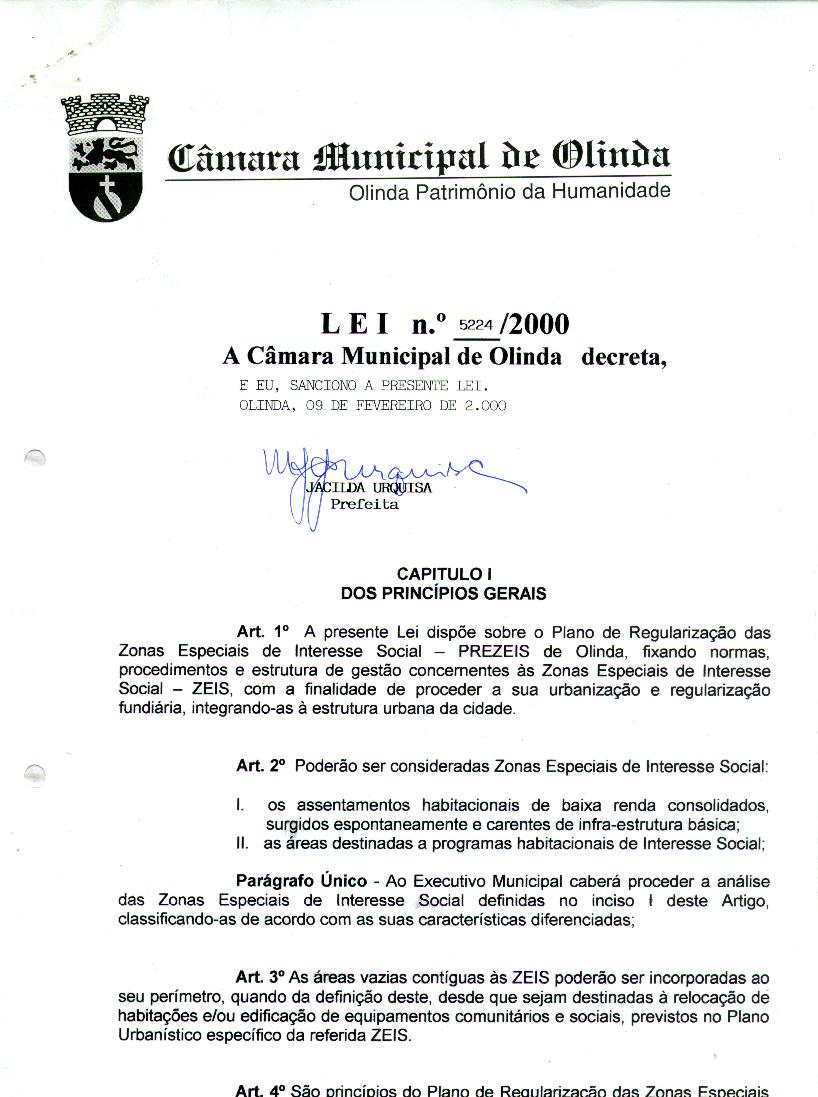 Câmara Municipal de Olinda
Olinda Patrimônio da Humanidade
L E I n.º 5224/2000
A Câmara Municipal de Olinda decreta,
E EU, SANCIONO A PRESENTE LEI.
OLINDA, 09 DE FEVEREIRO DE 2.000
JACILDA URQUISA
Prefeita
CAPITULO I
DOS PRINCÍPIOS GERAIS
Art. 1º A presente Lei dispõe sobre o Plano de Regularização das
Zonas Especiais de Interesse Social – PREZEIS de Olinda, fixando normas,
procedimentos e estrutura de gestão concernentes às Zonas Especiais de Interesse
Social – ZEIS, com a finalidade de proceder a sua urbanização e regularização
fundiária, integrando-as à estrutura urbana da cidade.
Art. 2º Poderão ser consideradas Zonas Especiais de Interesse Social:
I. os assentamentos habitacionais de baixa renda consolidados,
surgidos espontaneamente e carentes de infra-estrutura básica;
II. as áreas destinadas a programas habitacionais de Interesse Social;
Parágrafo Único - Ao Executivo Municipal caberá proceder a análise
das Zonas Especiais de Interesse Social definidas no inciso I deste Artigo,
classificando-as de acordo com as suas características diferenciadas;
Art. 3º As áreas vazias contíguas às ZEIS poderão ser incorporadas ao
seu perímetro, quando da definição deste, desde que sejam destinadas à relocação de
habitações e/ou edificação de equipamentos comunitários e sociais, previstos no Plano
Urbanístico específico da referida ZEIS.
Art. 4º São princípios do Plano de Regularização das Zonas Especiais